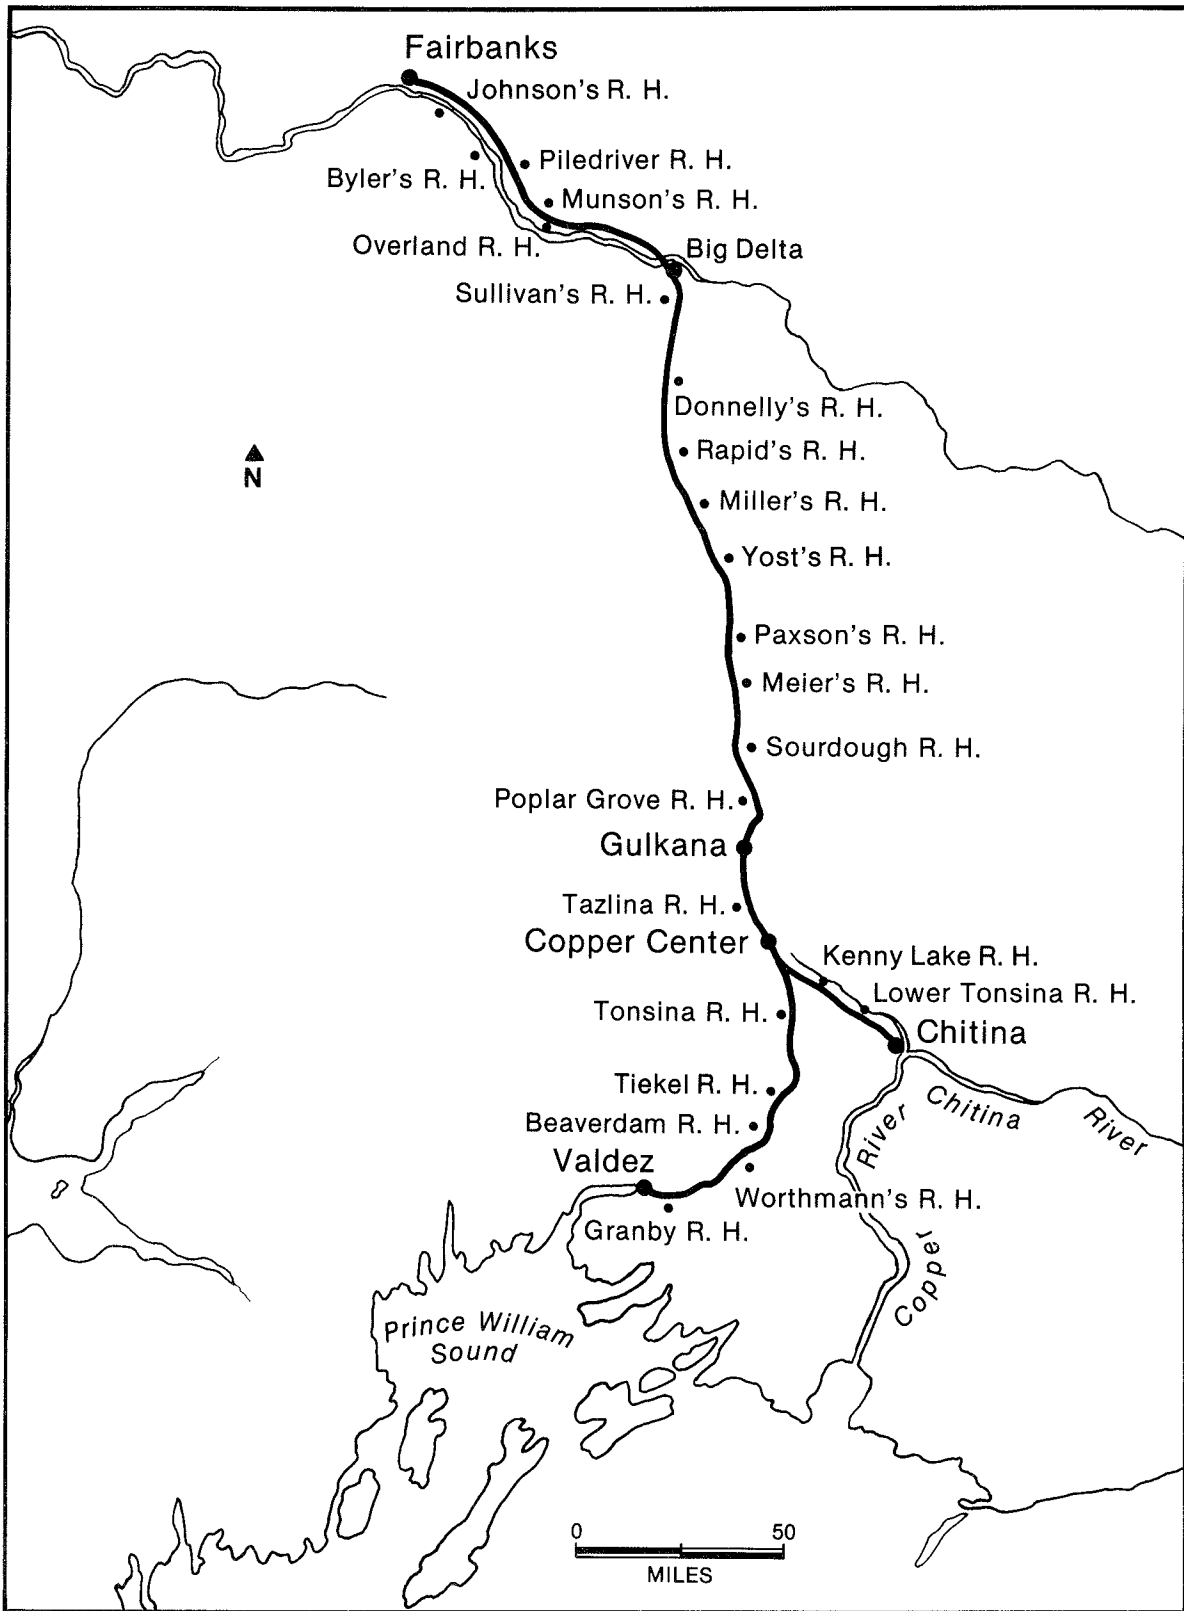 Fairbanks
Johnson's R. H.
Piledriver R. H.
Byler's R. H.
Munson's R. H.
Overland R. H.
Big Delta
Sullivan's R. H.
Donnelly's R. H.
Rapid's R. H.
N
Miller's R. H.
Yost's R. H.
Paxson's R. H.
Meier's R. H.
Sourdough R. H.
Poplar Grove R. H.
Gulkana
Tazlina R. H.
Copper Center
Kenny Lake R. H.
Lower Tonsina R. H.
Tonsina R. H.
Chitina
Tiekel R. H.
Chitina River
Beaverdam R. H.
Valdez
Worthmann's R. H.
Granby R. H.
Copper River
Prince William
Sound
0 50
MILES